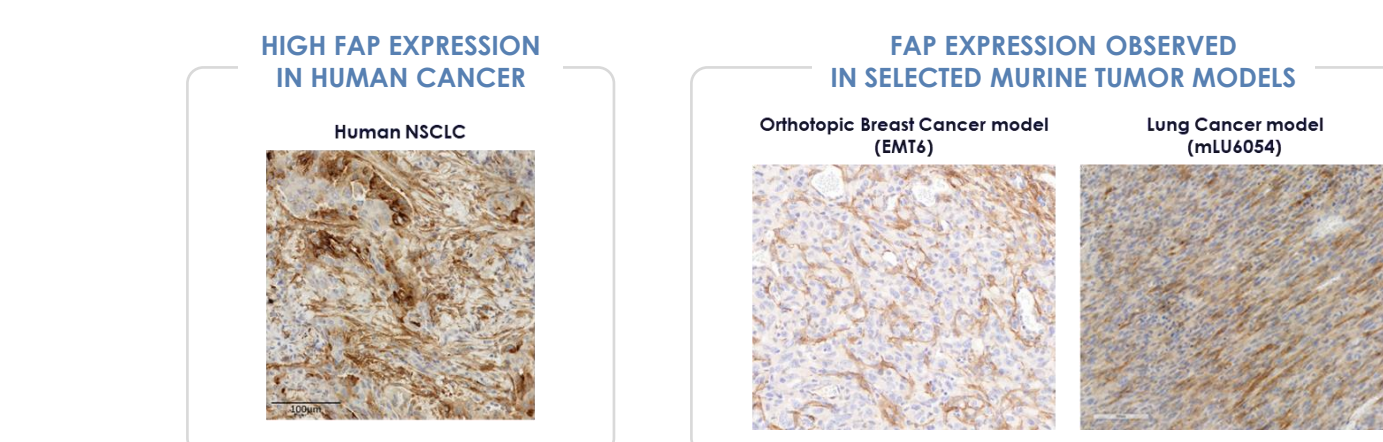 HIGH FAP EXPRESSION
IN HUMAN CANCER
Human NSCLC
100µm
FAP EXPRESSION OBSERVED
IN SELECTED MURINE TUMOR MODELS
Orthotopic Breast Cancer model
(EMT6)
Lung Cancer model
(mLU6054)